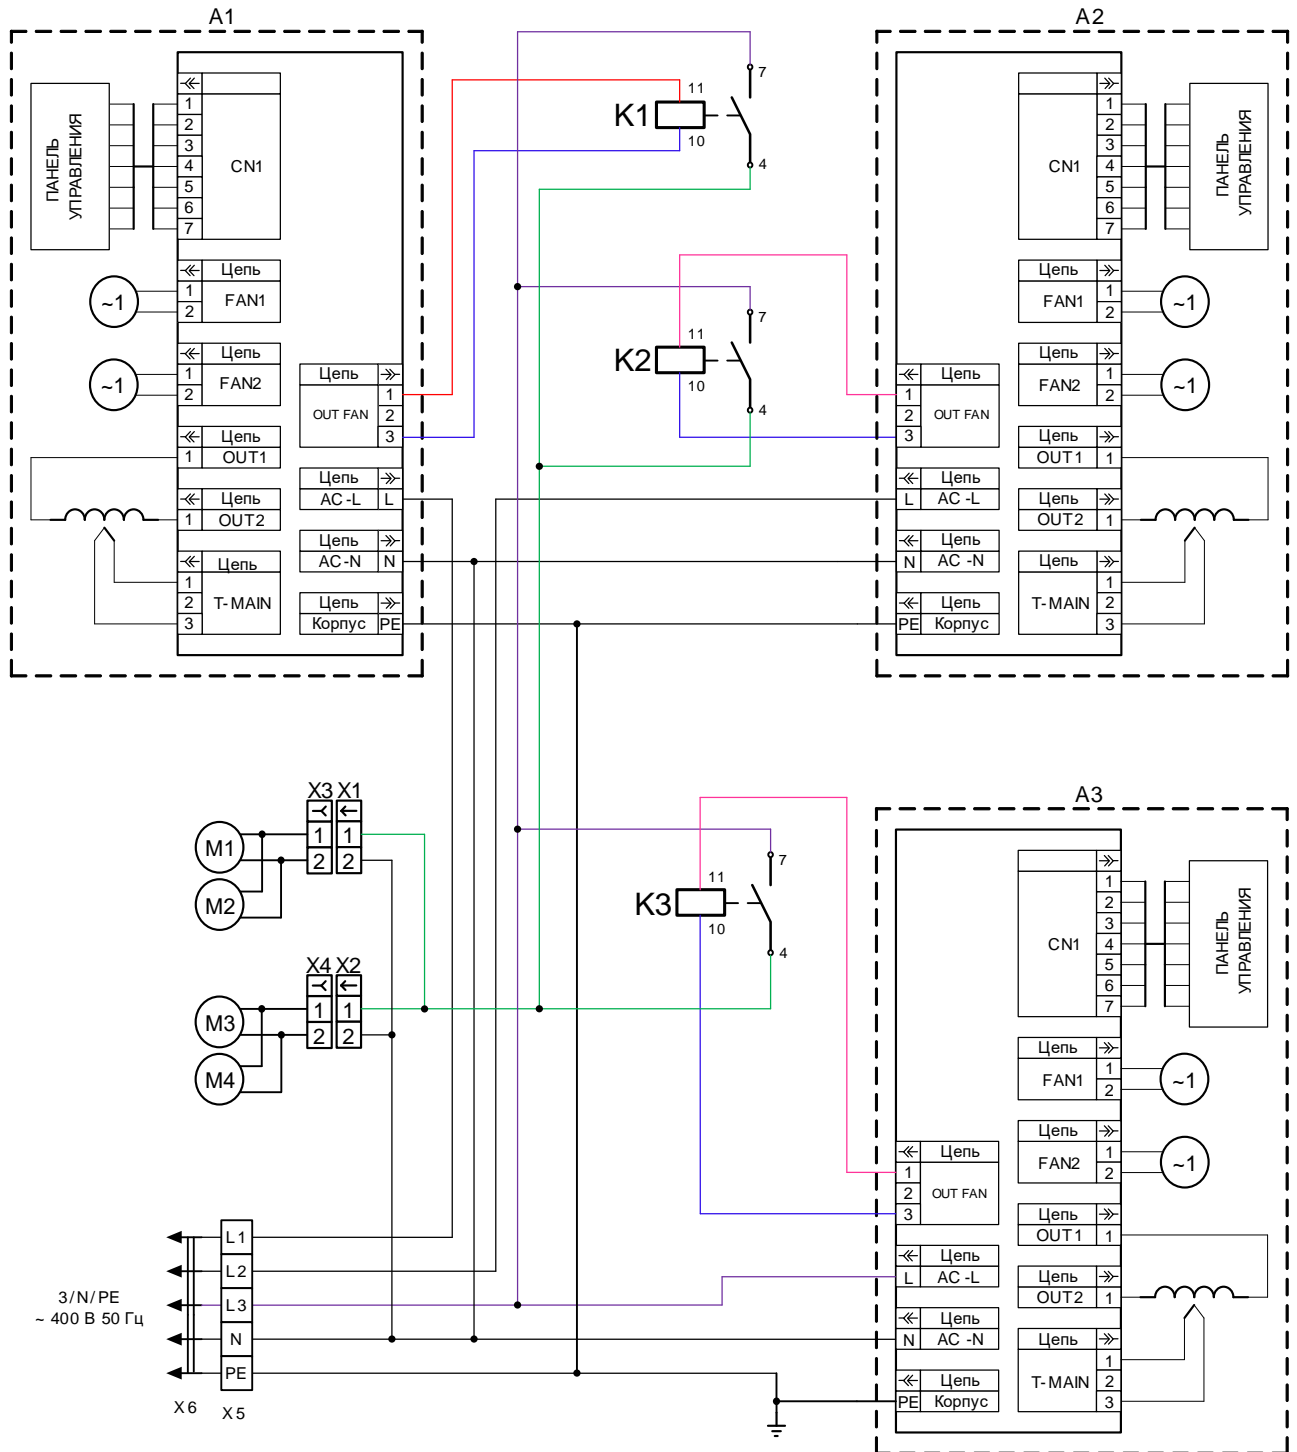 A1
ПАНЕЛЬ УПРАВЛЕНИЯ
1
2
3
4
5
6
7
CN1
Цепь
1
2
FAN1
~1
Цепь
1
2
FAN2
~1
Цепь
1
OUT1
Цепь
1
OUT2
Цепь
1
2
3
T-MAIN
Цепь
1
2
3
OUT FAN
Цепь
AC-L
L
Цепь
AC-N
N
Цепь
Корпус
PE
K1
11
10
7
4
K2
11
10
7
4
A2
1
2
3
4
5
6
7
CN1
ПАНЕЛЬ УПРАВЛЕНИЯ
Цепь
FAN1
1
2
~1
Цепь
FAN2
1
2
~1
Цепь
OUT1
1
Цепь
OUT2
1
Цепь
T-MAIN
1
2
3
Цепь
1
2
3
OUT FAN
Цепь
L
AC-L
Цепь
N
AC-N
Цепь
PE
Корпус
X3 X1
M1
M2
1 1
2 2
X4 X2
M3
M4
1 1
2 2
K3
11
10
7
4
A3
1
2
3
4
5
6
7
CN1
ПАНЕЛЬ УПРАВЛЕНИЯ
Цепь
FAN1
1
2
~1
Цепь
FAN2
1
2
~1
Цепь
OUT1
1
Цепь
OUT2
1
Цепь
T-MAIN
1
2
3
Цепь
1
2
3
OUT FAN
Цепь
L
AC-L
Цепь
N
AC-N
Цепь
PE
Корпус
3/N/PE
~ 400 В 50 Гц
L1
L2
L3
N
PE
X6
X5